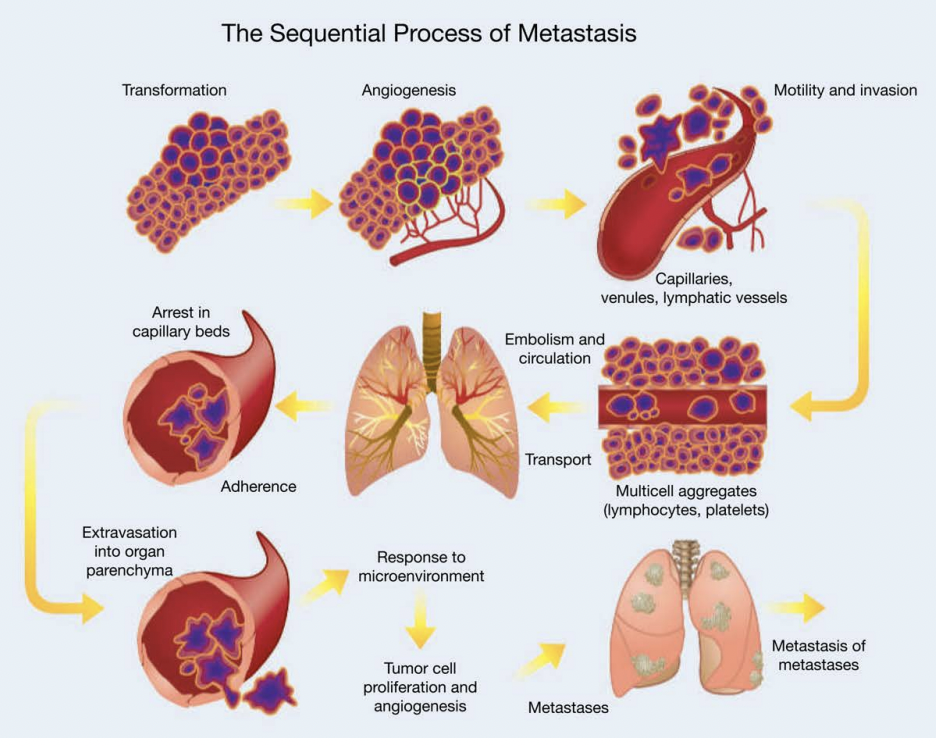 The Sequential Process of Metastasis
Transformation
Angiogenesis
Motility and invasion
Capillaries,
venules, lymphatic vessels
Embolism and
circulation
Transport
Multicell aggregates
(lymphocytes, platelets)
Arrest in
capillary beds
Adherence
Extravasation
into organ
parenchyma
Response to
microenvironment
Tumor cell
proliferation and
angiogenesis
Metastases
Metastasis of
metastases